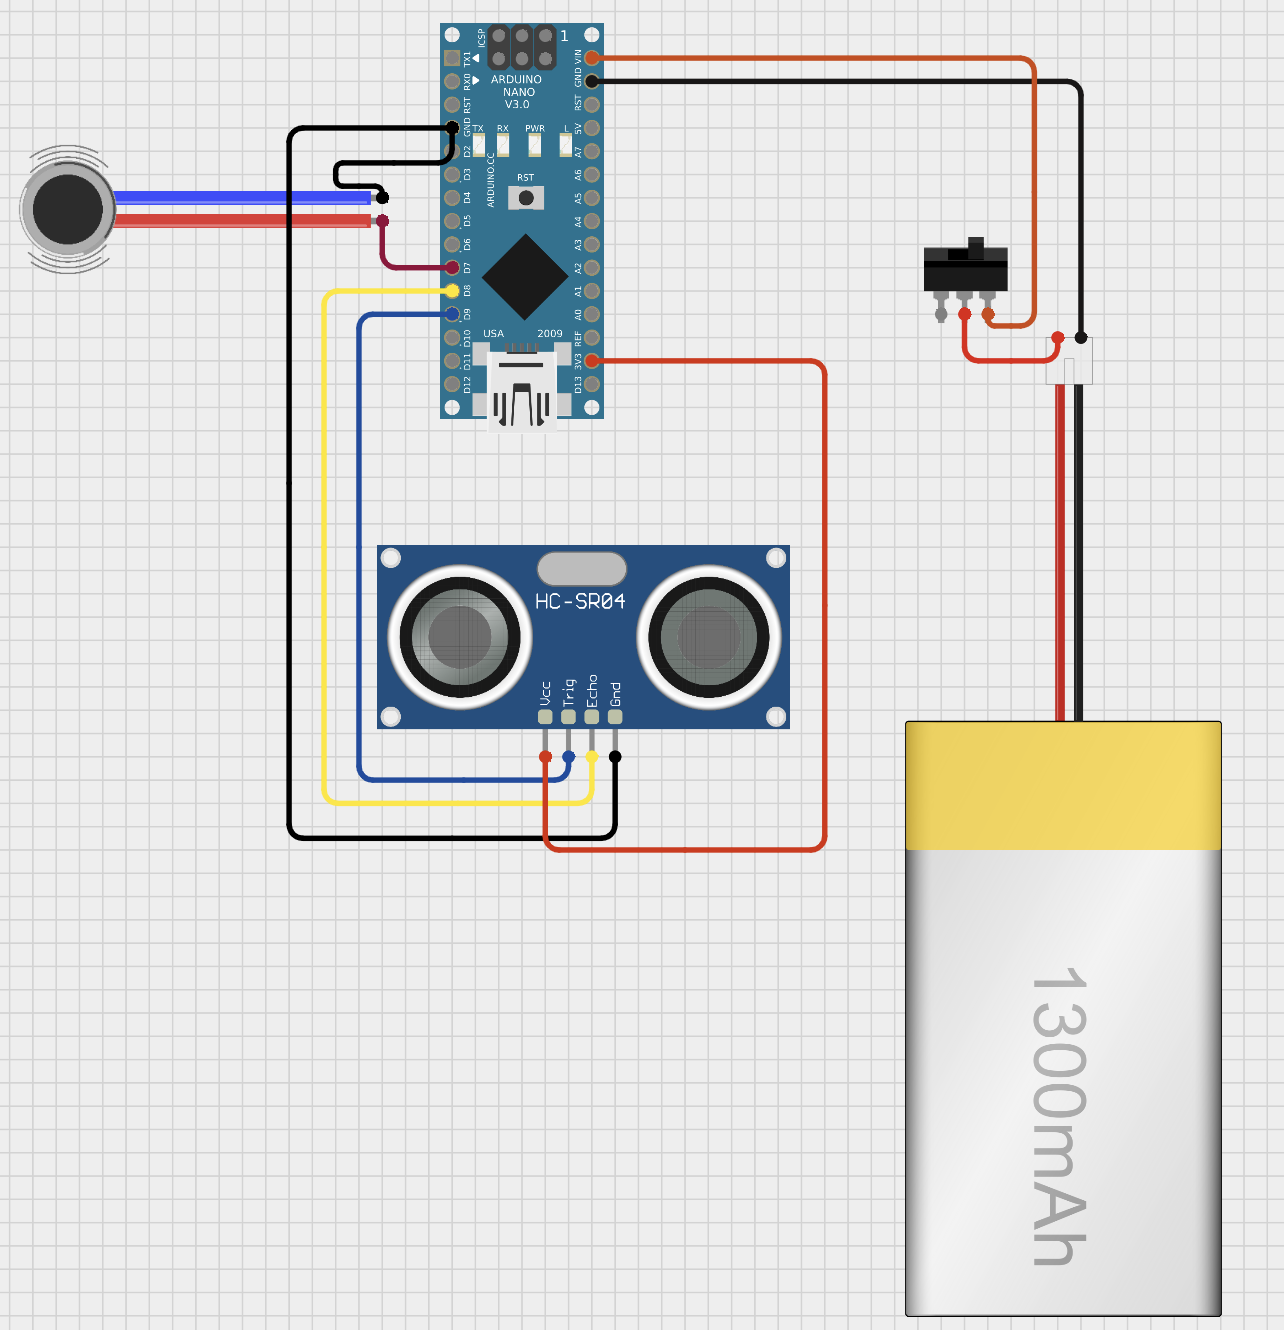 ICSP
1
TX1
RX0
RST
GND
D2
D3
D4
D5
D6
D7
D8
D9
D10
D11
D12
ARDUINO
NANO
V3.0
TX
RX
PWR
L
ARDUINO.CC
RST
USA
2009
VIN
GND
RST
5V
A7
A6
A5
A4
A3
A2
A1
A0
REF
3V3
D13
HC-SR04
Vcc
Trig
Echo
Gnd
1300mAh